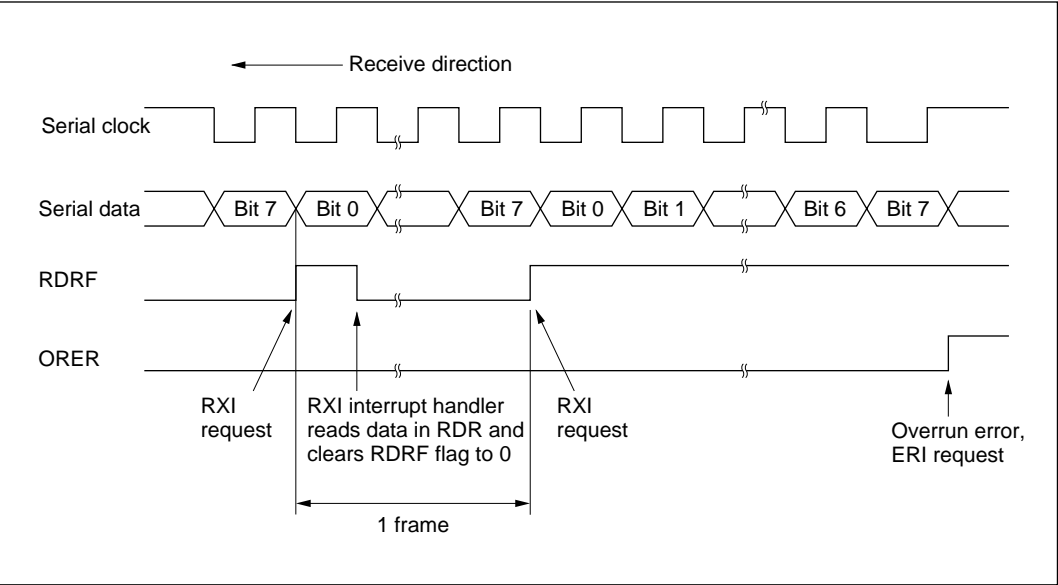 Receive direction
Serial clock
Serial data
Bit 7
Bit 0
Bit 7
Bit 0
Bit 1
Bit 6
Bit 7
RDRF
ORER
RXI
request
RXI interrupt handler
reads data in RDR and
clears RDRF flag to 0
RXI
request
Overrun error,
ERI request
1 frame